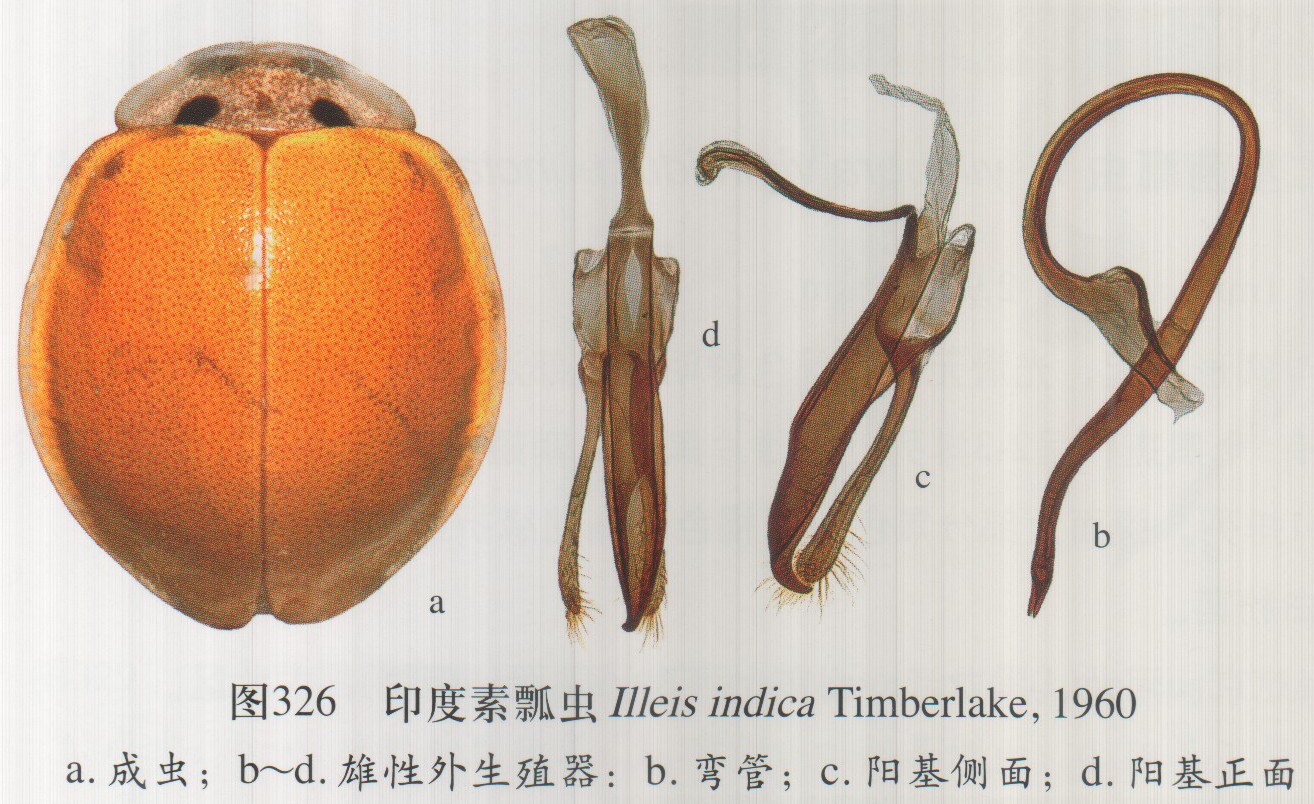 d
c
b
a
图326 印度素瓢虫 Illeis indica Timberlake, 1960
a. 成虫；b~d. 雄性外生殖器：b. 弯管；c. 阳基侧面；d. 阳基正面